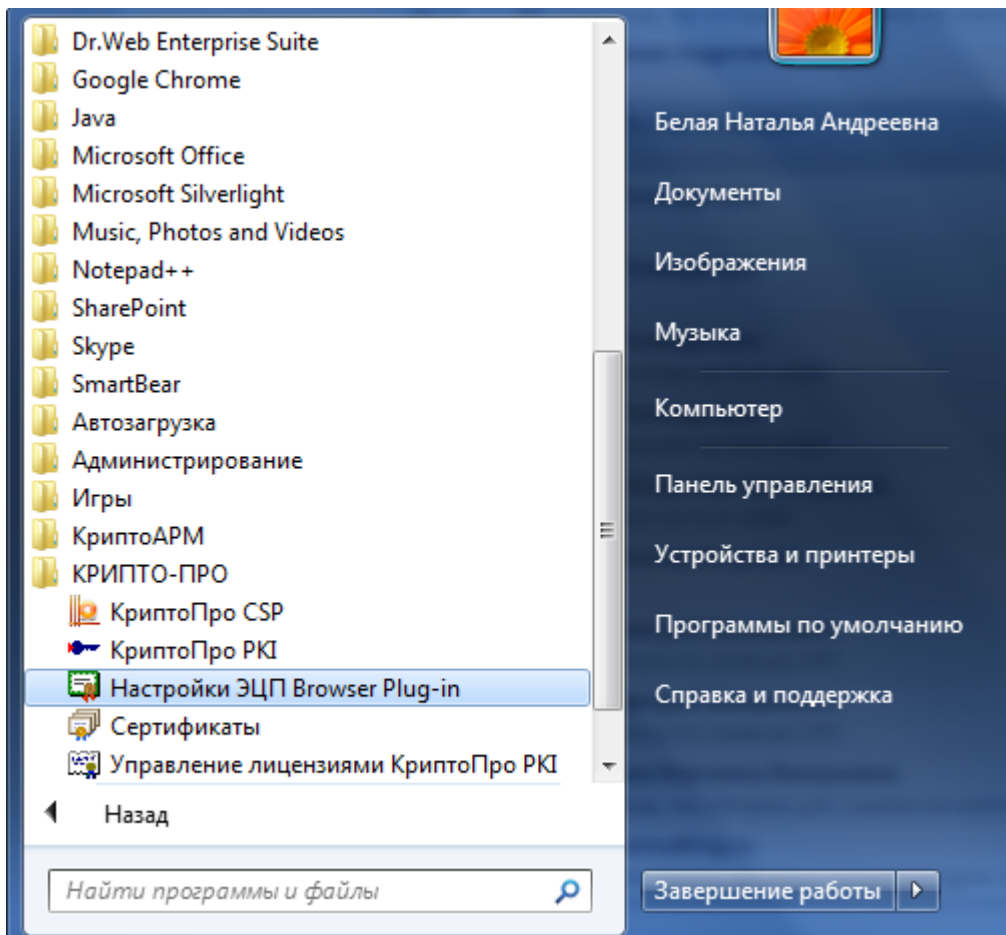 Dr.Web Enterprise Suite
Google Chrome
Java
Microsoft Office
Microsoft Silverlight
Music, Photos and Videos
Notepad++
SharePoint
Skype
SmartBear
Автозагрузка
Администрирование
Игры
КриптоАРМ
КРИПТО-ПРО
КриптоПро CSP
КриптоПро PKI
Настройки ЭЦП Browser Plug-in
Сертификаты
Управление лицензиями КриптоПро PKI
Назад
Найти программы и файлы
Белая Наталья Андреевна
Документы
Изображения
Музыка
Компьютер
Панель управления
Устройства и принтеры
Программы по умолчанию
Справка и поддержка
Завершение работы